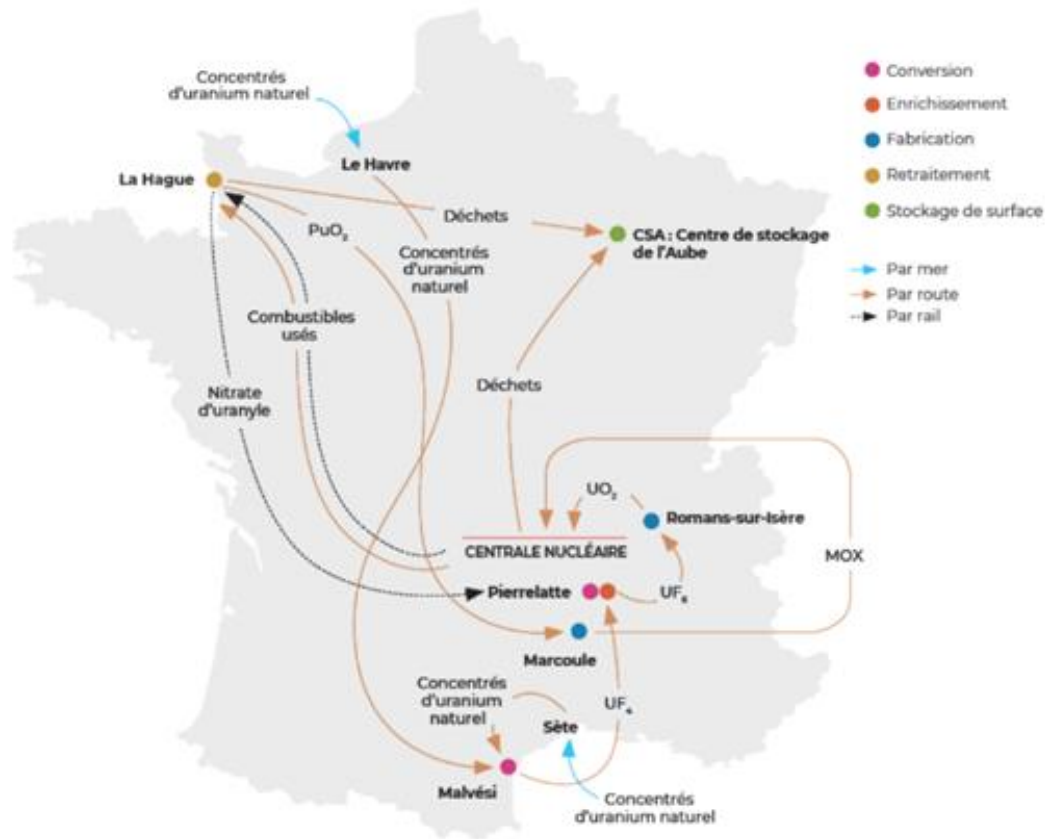 Concentrés
d'uranium naturel
Le Havre
La Hague
Déchets
PuO₂
Concentrés
d'uranium
naturel
CSA : Centre de stockage
de l'Aube
Conversion
Enrichissement
Fabrication
Retraitement
Stockage de surface
Par mer
Par route
Par rail
Combustibles
usés
Nitrate
d'uranyle
Déchets
UO₂
Romans-sur-Isère
CENTRALE NUCLÉAIRE
MOX
Pierrelatte
UF₆
Marcoule
Concentrés
d'uranium
naturel
UF₄
Sète
Malvési
Concentrés
d'uranium naturel